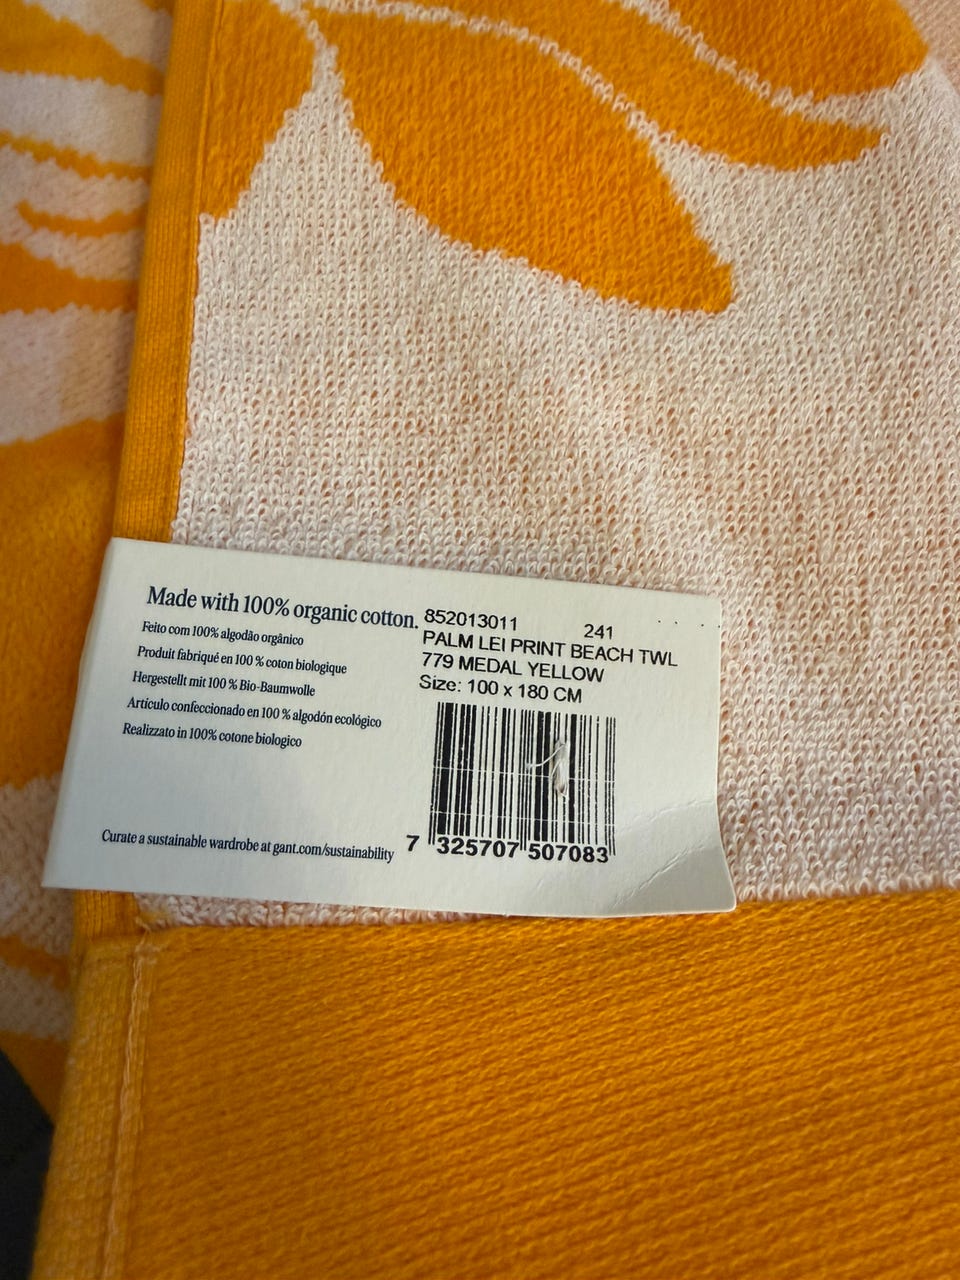 Made with 100% organic cotton.
Feito com 100% algodão orgânico
Produit fabriqué en 100 % coton biologique
Hergestellt mit 100 % Bio-Baumwolle
Artículo confeccionado en 100 % algodón ecológico
Realizzato in 100% cotone biologico
Curate a sustainable wardrobe at gant.com/sustainability
852013011 241
PALM LEI PRINT BEACH TWL
779 MEDAL YELLOW
Size: 100 x 180 CM
7 325707 507083